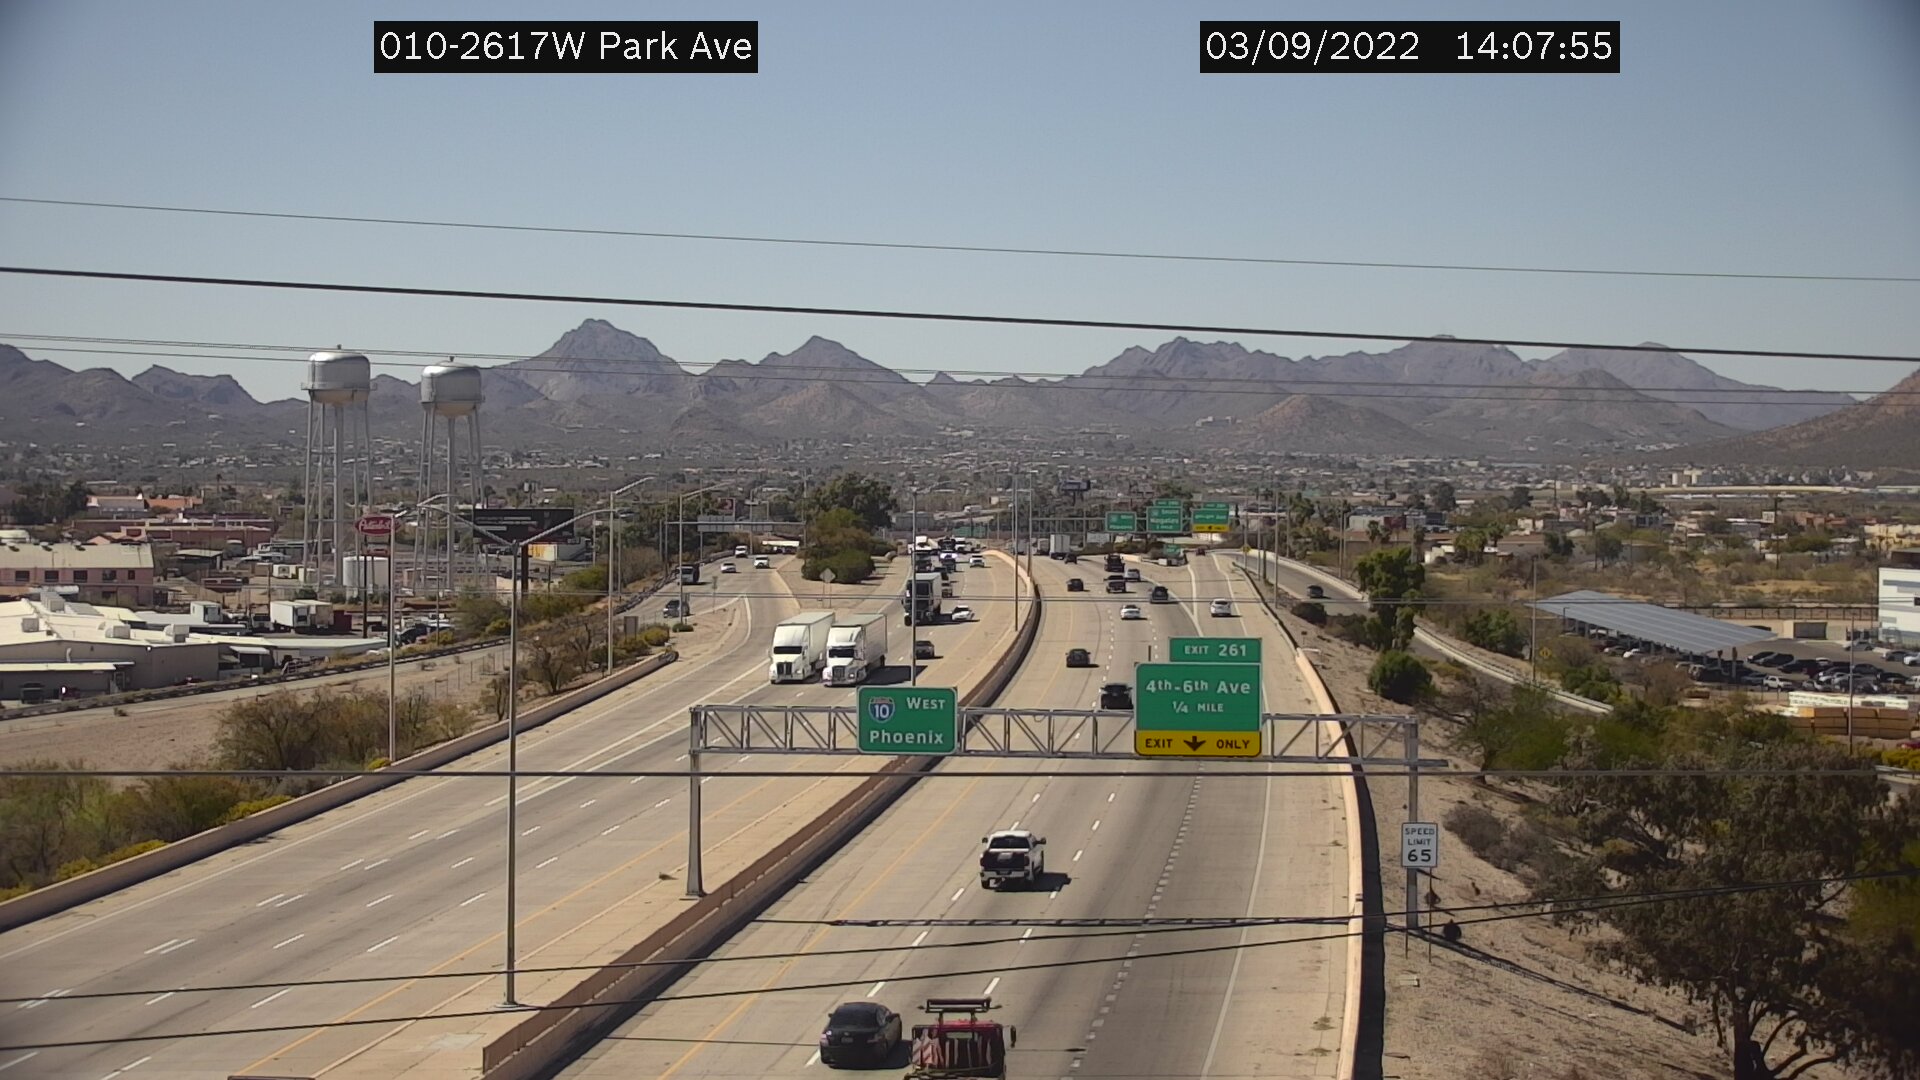 010-2617W Park Ave
03/09/2022 14:07:55
Peterbilt
EXIT 261
4th-6th Ave
1/4 MILE
EXIT ONLY
10 WEST
Phoenix
SPEED
LIMIT
65